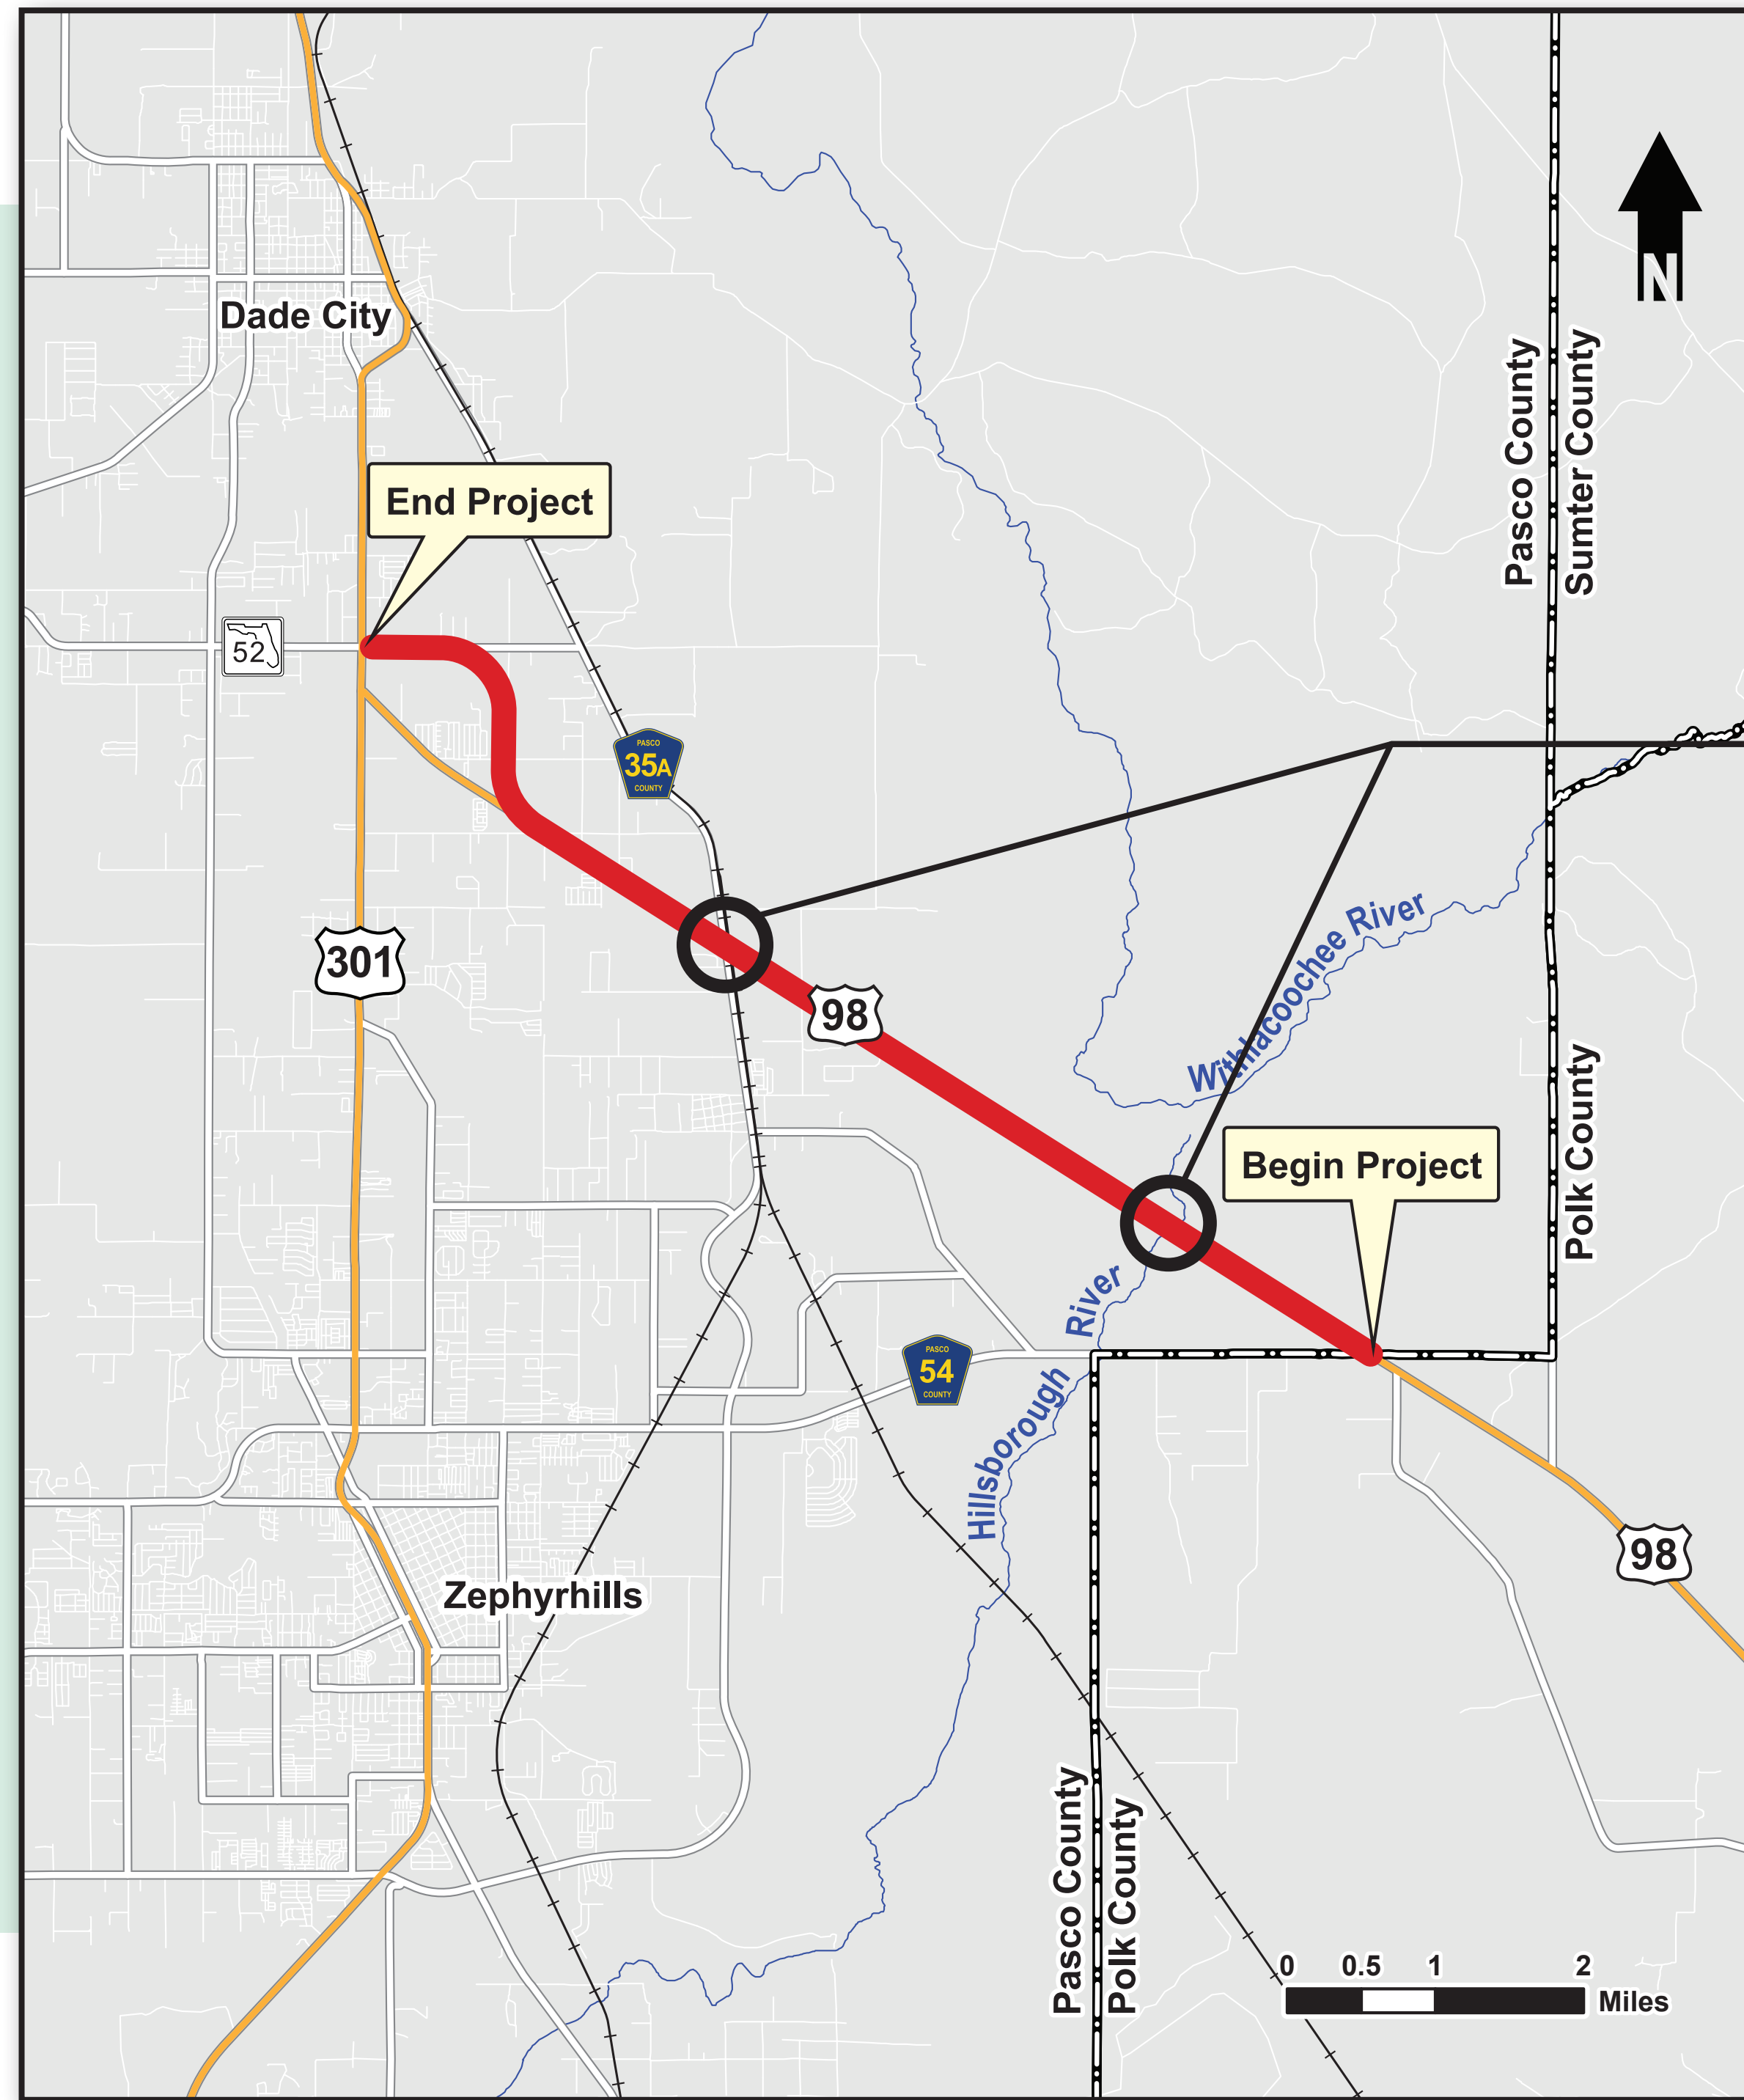 N
Dade City
Pasco County
Sumter County
End Project
52
PASCO
35A
COUNTY
301
98
Withlacoochee River
Begin Project
Polk County
Hillsborough River
PASCO
54
COUNTY
98
Zephyrhills
Pasco County
Polk County
0 0.5 1 2
Miles